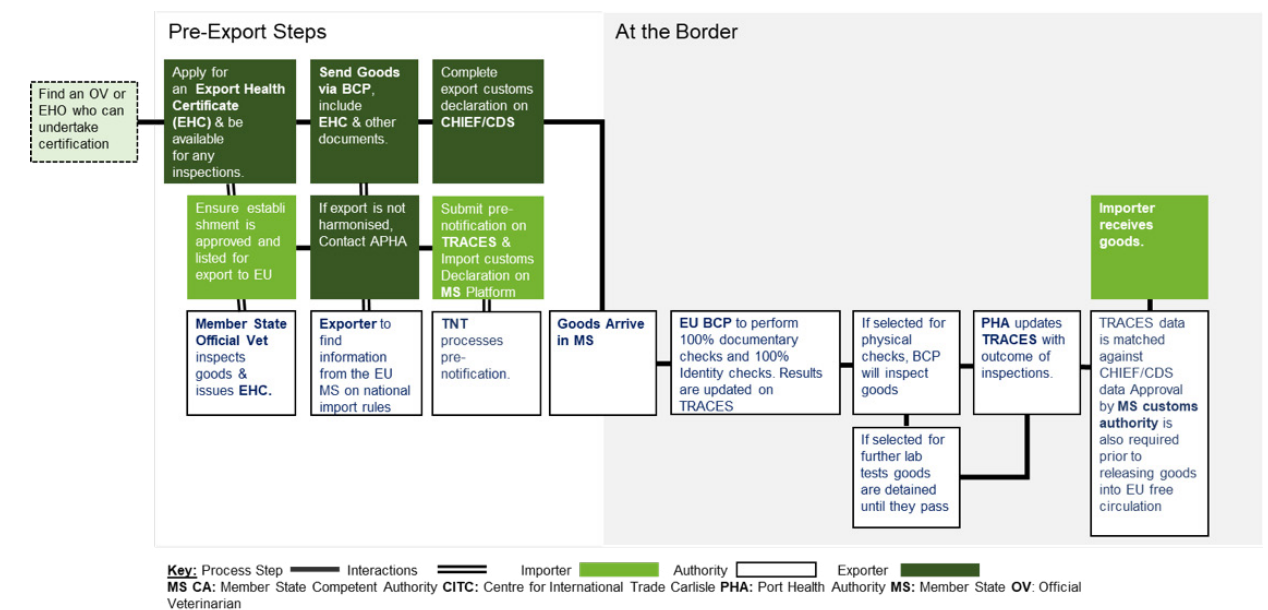 Pre-Export Steps
At the Border
Find an OV or
EHO who can
undertake
certification
Apply for
an Export Health
Certificate
(EHC) & be
available
for any
inspections.
Send Goods
via BCP,
include
EHC & other
documents.
Complete
export customs
declaration on
CHIEF/CDS
Ensure establi
shment is
approved and
listed for
export to EU
If export is not
harmonised,
Contact APHA
Submit pre-
notification on
TRACES &
Import customs
Declaration on
MS Platform
Importer
receives
goods.
Member State
Official Vet
inspects
goods &
issues EHC.
Exporter to
find
information
from the EU
MS on national
import rules
TNT
processes
pre-
notification.
Goods Arrive
in MS
EU BCP to perform
100% documentary
checks and 100%
Identity checks. Results
are updated on
TRACES
If selected for
physical
checks, BCP
will inspect
goods
PHA updates
TRACES with
outcome of
inspections.
TRACES data
is matched
against
CHIEF/CDS
data Approval
by MS customs
authority is
also required
prior to
releasing goods
into EU free
circulation
If selected for
further lab
tests goods
are detained
until they pass
Key: Process Step Interactions Importer Authority Exporter
MS CA: Member State Competent Authority CITC: Centre for International Trade Carlisle PHA: Port Health Authority MS: Member State OV: Official
Veterinarian